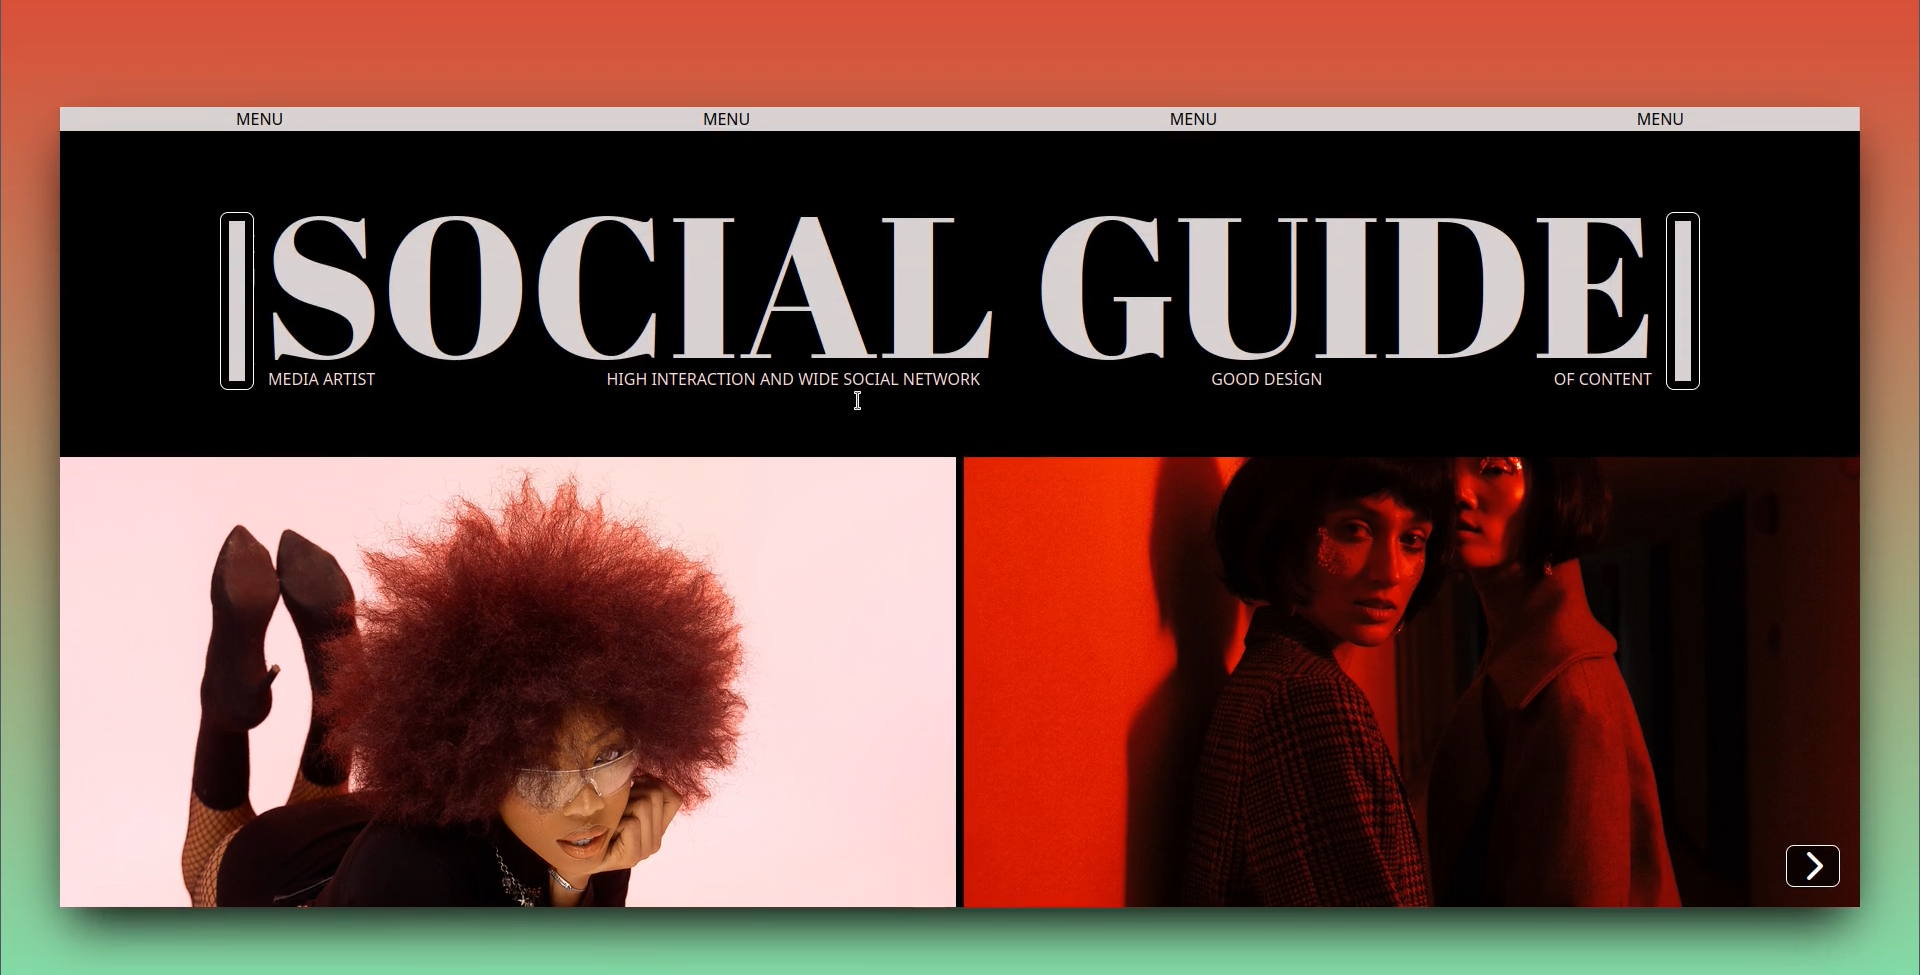 MENU MENU MENU MENU
SOCIAL GUIDE
MEDIA ARTIST HIGH INTERACTION AND WIDE SOCIAL NETWORK GOOD DESİGN OF CONTENT